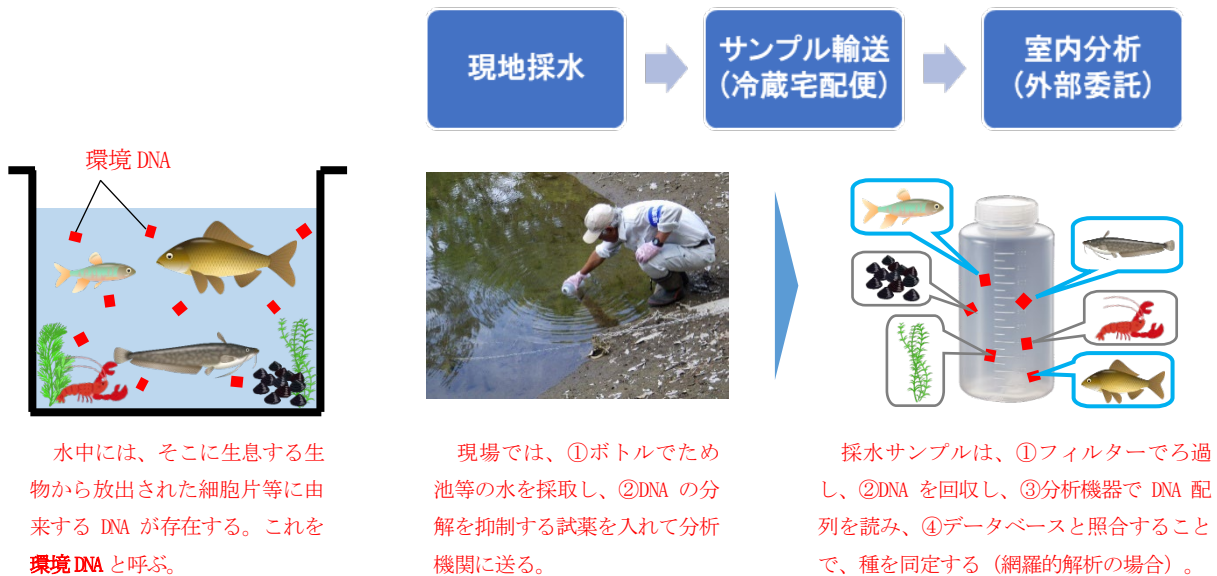 現地採水
サンプル輸送
（冷蔵宅配便）
室内分析
（外部委託）
環境 DNA
水中には、そこに生息する生
物から放出された細胞片等に由
来する DNA が存在する。これを
環境 DNA と呼ぶ。
現場では、①ボトルでため
池等の水を採取し、②DNA の分
解を抑制する試薬を入れて分析
機関に送る。
採水サンプルは、①フィルターでろ過
し、②DNA を回収し、③分析機器で DNA 配
列を読み、④データベースと照合すること
で、種を同定する（網羅的解析の場合）。